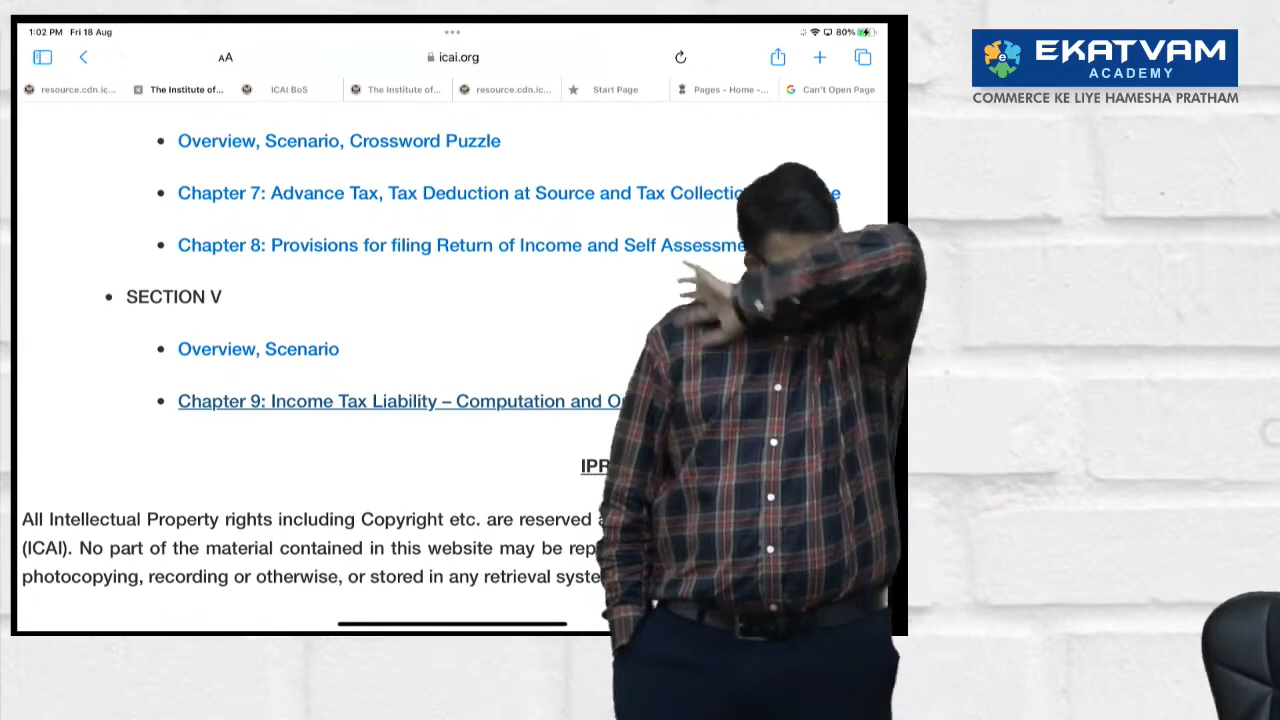 1:02 PM Fri 18 Aug
80%
AA
icai.org
resource.cdn.ic...
The Institute of...
ICAI BoS
The Institute of...
resource.cdn.ic...
Start Page
Pages - Home -...
Can't Open Page
Overview, Scenario, Crossword Puzzle
Chapter 7: Advance Tax, Tax Deduction at Source and Tax
Chapter 8: Provisions for filing Return of Income and Self
SECTION V
Overview, Scenario
Chapter 9: Income Tax Liability – Computation and
All Intellectual Property rights including Copyright etc. are reserved
(ICAI). No part of the material contained in this website may be
photocopying, recording or otherwise, or stored in any retrieval
EKATVAM
ACADEMY
COMMERCE KE LIYE HAMESHA PRATHAM